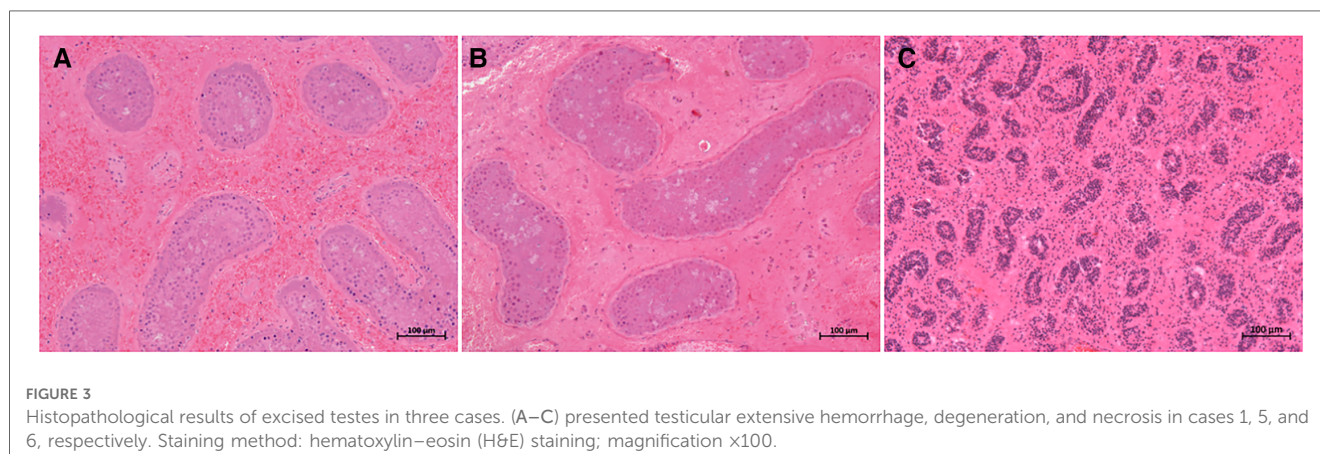 A
B
C
100 µm
100 µm
100 µm
FIGURE 3
Histopathological results of excised testes in three cases. (A–C) presented testicular extensive hemorrhage, degeneration, and necrosis in cases 1, 5, and
6, respectively. Staining method: hematoxylin–eosin (H&E) staining; magnification ×100.